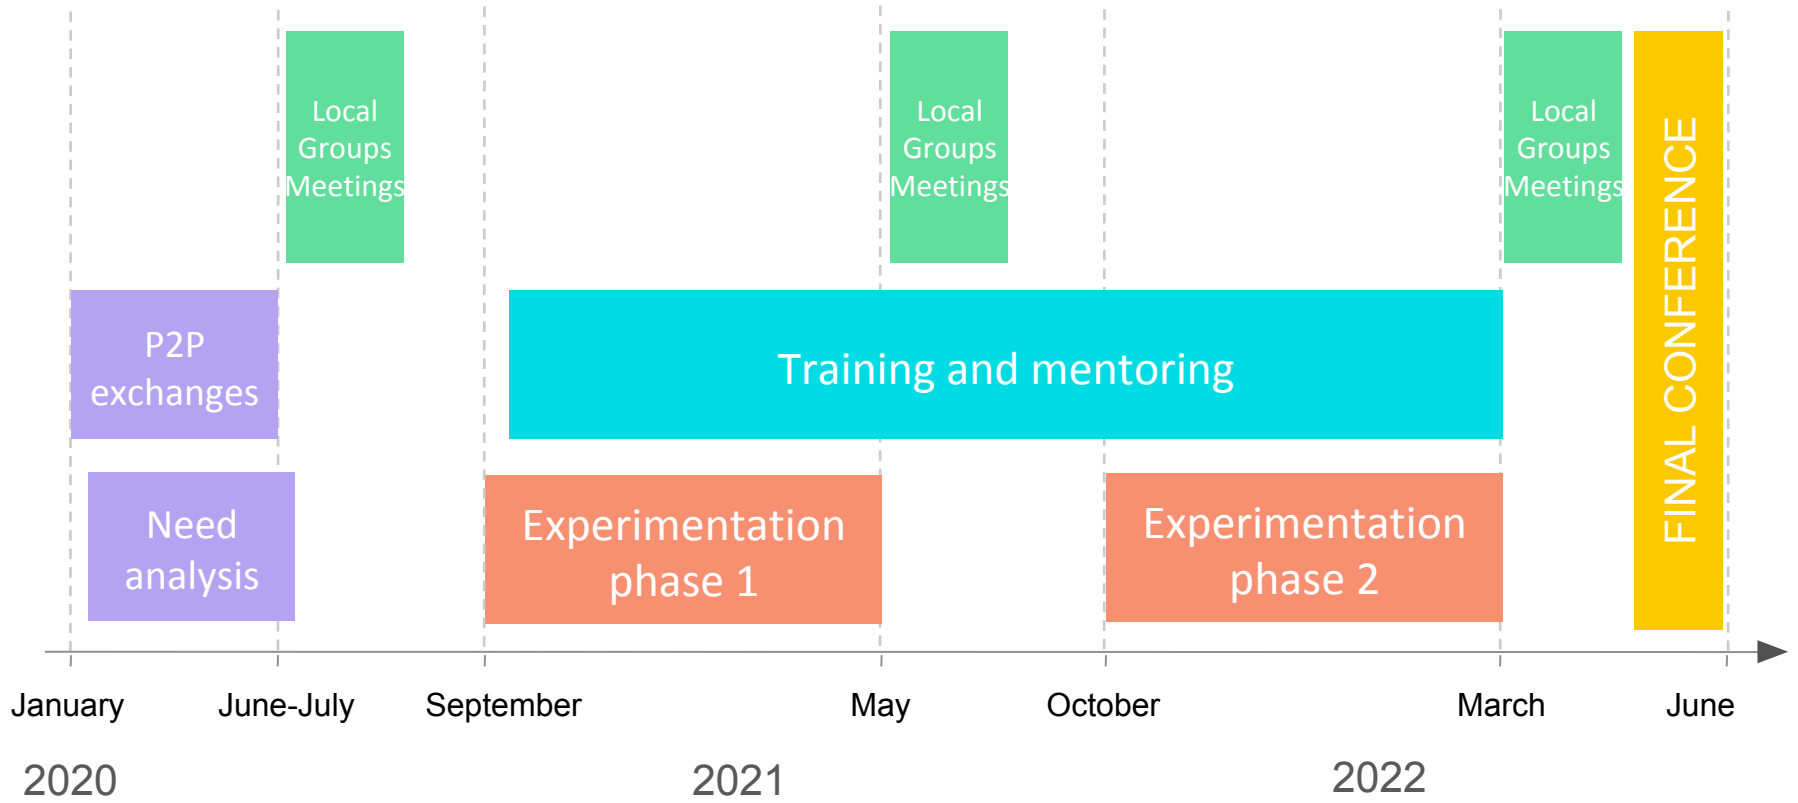 Local
Groups
Meetings
Local
Groups
Meetings
Local
Groups
Meetings
FINAL CONFERENCE
P2P
exchanges
Training and mentoring
Need
analysis
Experimentation
phase 1
Experimentation
phase 2
January
June-July
September
May
October
March
June
2020
2021
2022